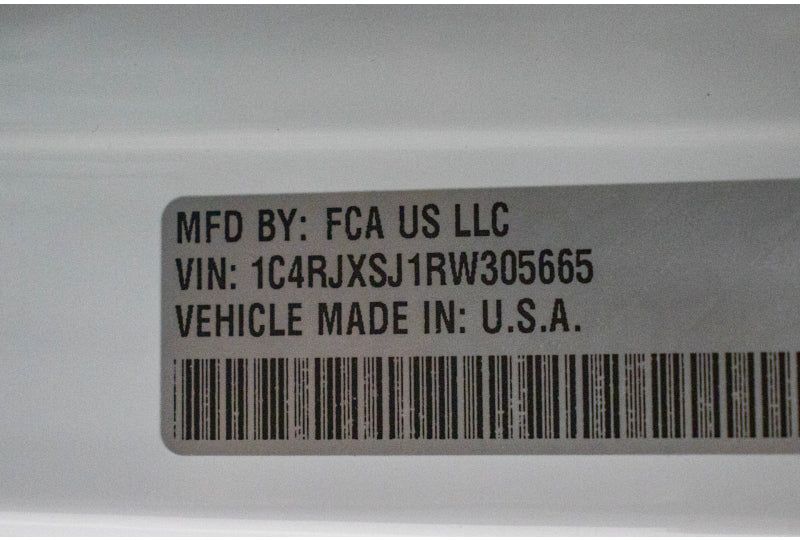 MFD BY: FCA US LLC
VIN: 1C4RJXSJ1RW305665
VEHICLE MADE IN: U.S.A.